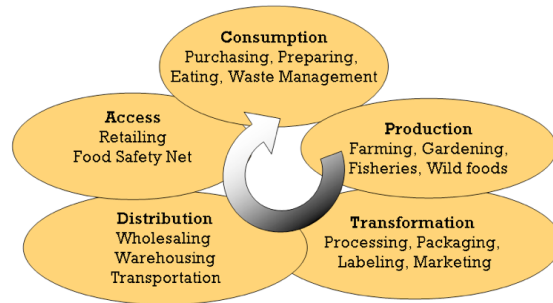 Consumption
Purchasing, Preparing,
Eating, Waste Management
Access
Retailing
Food Safety Net
Production
Farming, Gardening,
Fisheries, Wild foods
Distribution
Wholesaling
Warehousing
Transportation
Transformation
Processing, Packaging,
Labeling, Marketing